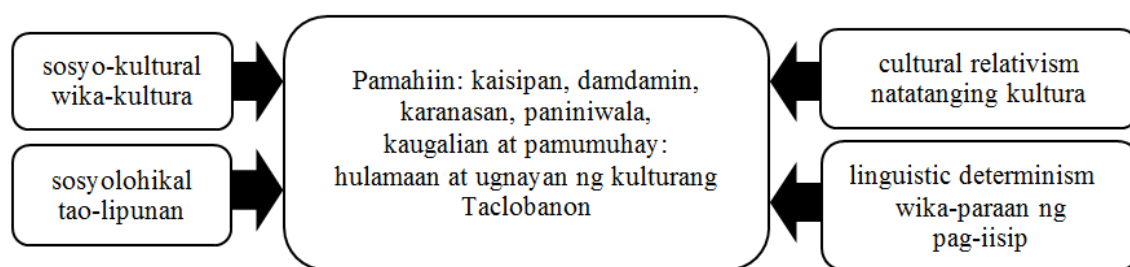 sosyo-kultural
wika-kultura
sosyolohikal
tao-lipunan
Pamahiin: kaisipan, damdamin,
karanasan, paniniwala,
kaugalian at pamumuhay:
hulamaan at ugnayan ng kulturang
Taclobanon
cultural relativism
natatanging kultura
linguistic determinism
wika-paraan ng
pag-iisip